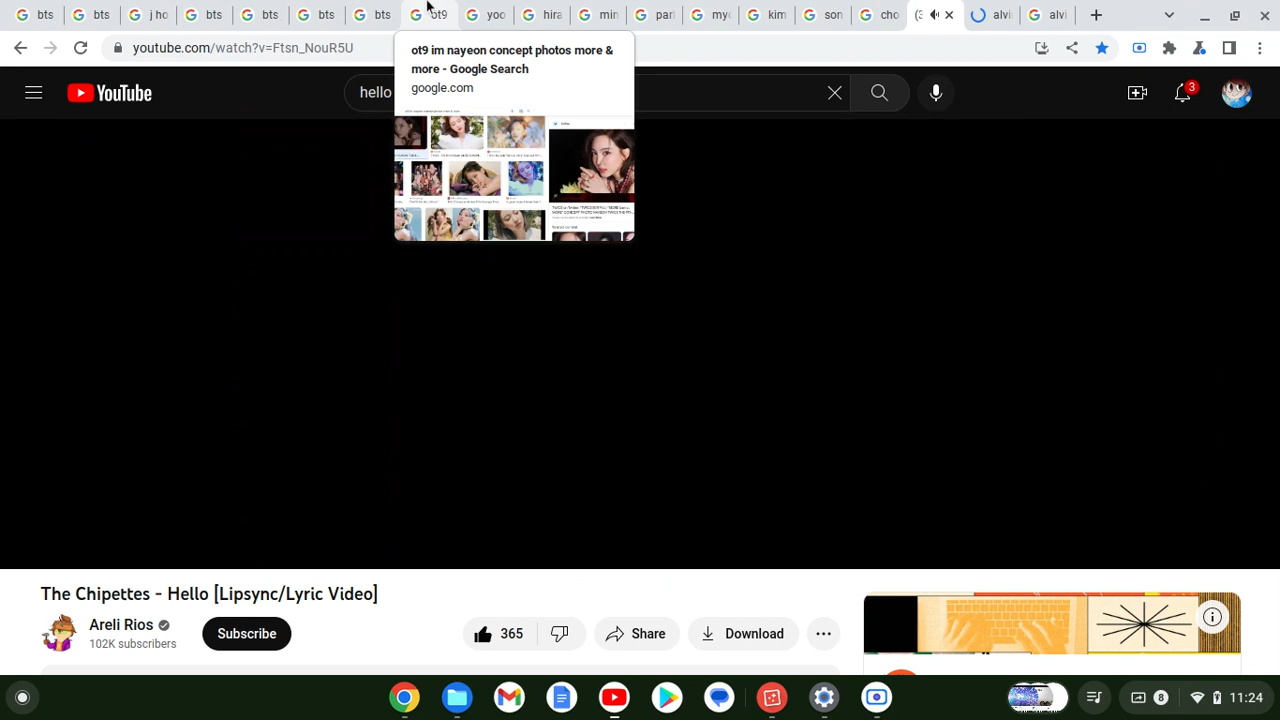 bts
bts
j ho
bts
bts
bts
bts
ot9
yoo
hira
min
par
myo
kim
son
cho
(3
alvi
alvi
youtube.com/watch?v=Ftsn_NouR5U
ot9 im nayeon concept photos more &
more - Google Search
google.com
YouTube
hello
3
The Chipettes - Hello [Lipsync/Lyric Video]
Areli Rios
102K subscribers
Subscribe
365
Share
Download
8
11:24